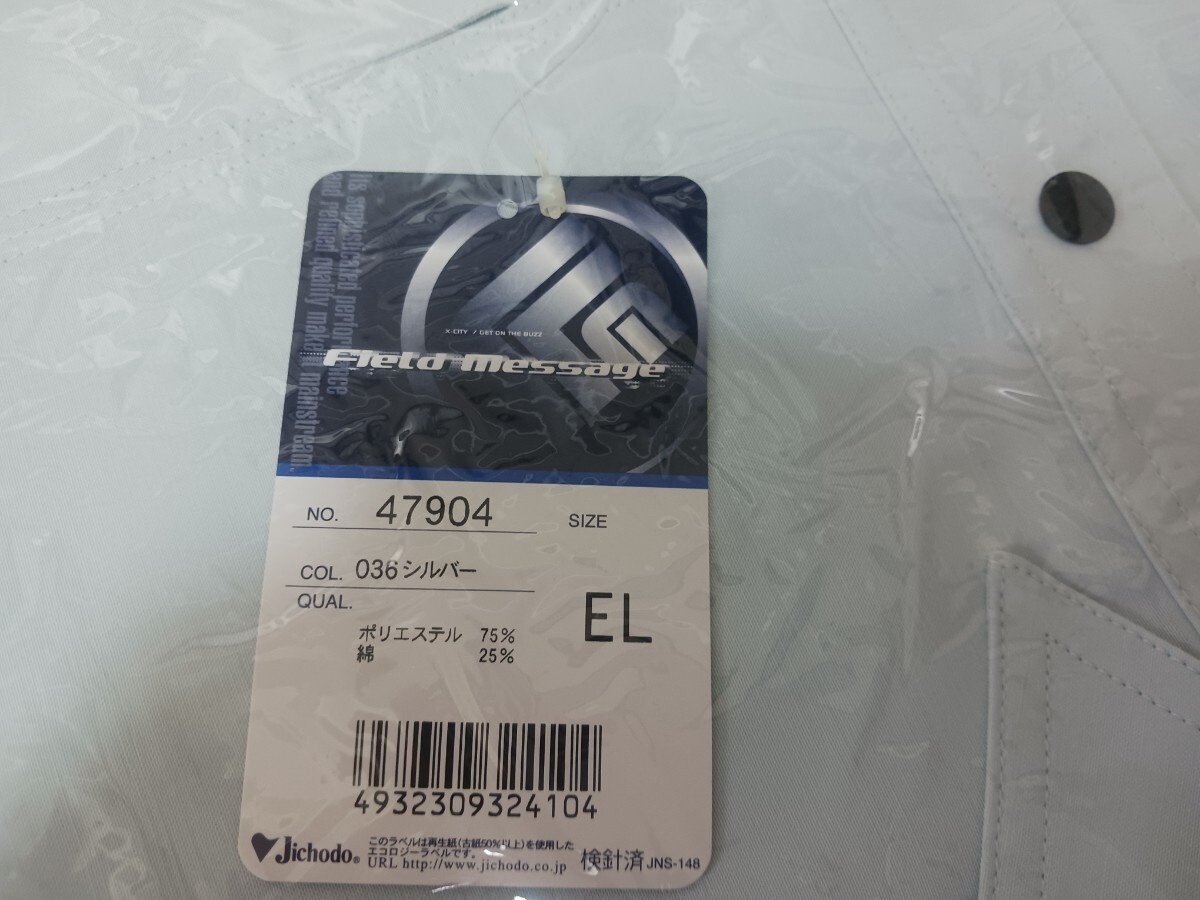 Its sophisticated performance
and refined quality make it mainstream.
X-CITY / GET ON THE BUZZ
Field Message
NO. 47904
SIZE
COL. 036シルバー
QUAL.
EL
ポリエステル 75%
綿 25%
4932309324104
Jichodo®
このラベルは再生紙(古紙50%以上)を使用した
エコロジーラベルです。
URL http://www.jichodo.co.jp
検針済 JNS-148